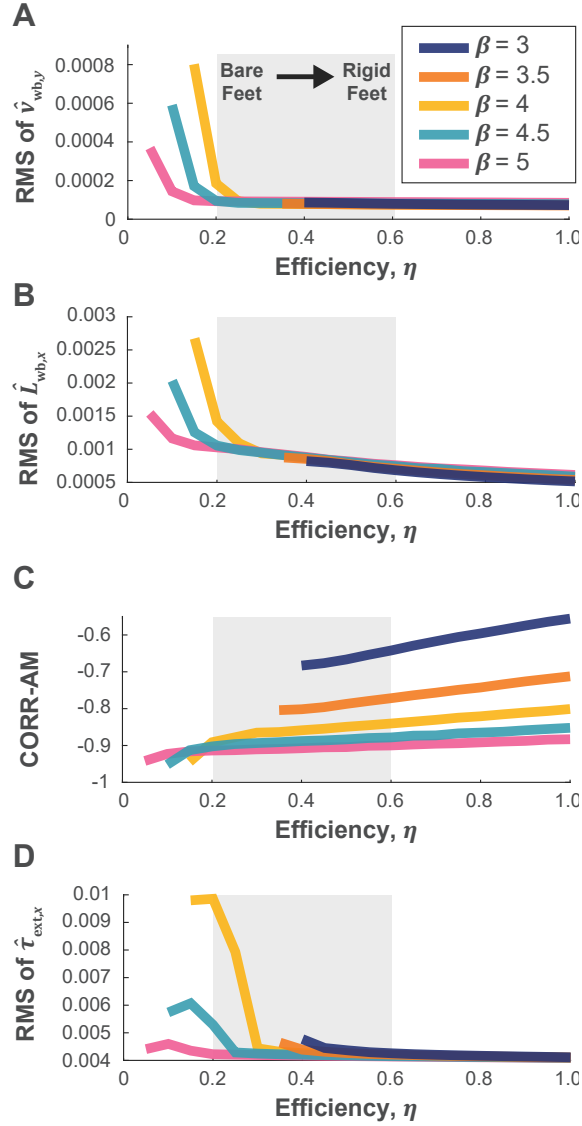 A
RMS of v̂wb,y
0.0008
0.0006
0.0004
0.0002
0
Bare Feet
Rigid Feet
β = 3
β = 3.5
β = 4
β = 4.5
β = 5
0 0.2 0.4 0.6 0.8 1.0
Efficiency, η
B
RMS of L̂wb,x
0.003
0.0025
0.002
0.0015
0.001
0.0005
0 0.2 0.4 0.6 0.8 1.0
Efficiency, η
C
CORR-AM
-0.6
-0.7
-0.8
-0.9
-1
0 0.2 0.4 0.6 0.8 1.0
Efficiency, η
D
RMS of τ̂ext,x
0.01
0.009
0.008
0.007
0.006
0.005
0.004
0 0.2 0.4 0.6 0.8 1.0
Efficiency, η